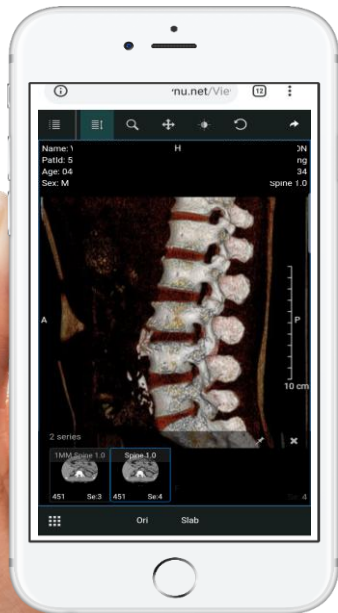 nu.net/Vie
12
Name:
H
ON
PatId: 5
ng
Age: 04
34
Sex: M
Spine 1.0
A
P
10 cm
2 series
1MM Spine 1.0
Spine 1.0
451
Se:3
451
Se:4
Ori
Slab